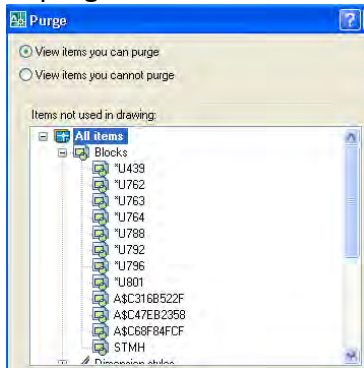 Purge
View items you can purge
View items you cannot purge
Items not used in drawing:
All items
Blocks
*U439
*U762
*U763
*U764
*U788
*U792
*U796
*U801
A$C316B522F
A$C47EB2358
A$C68F84FCF
STMH
Dimension styles